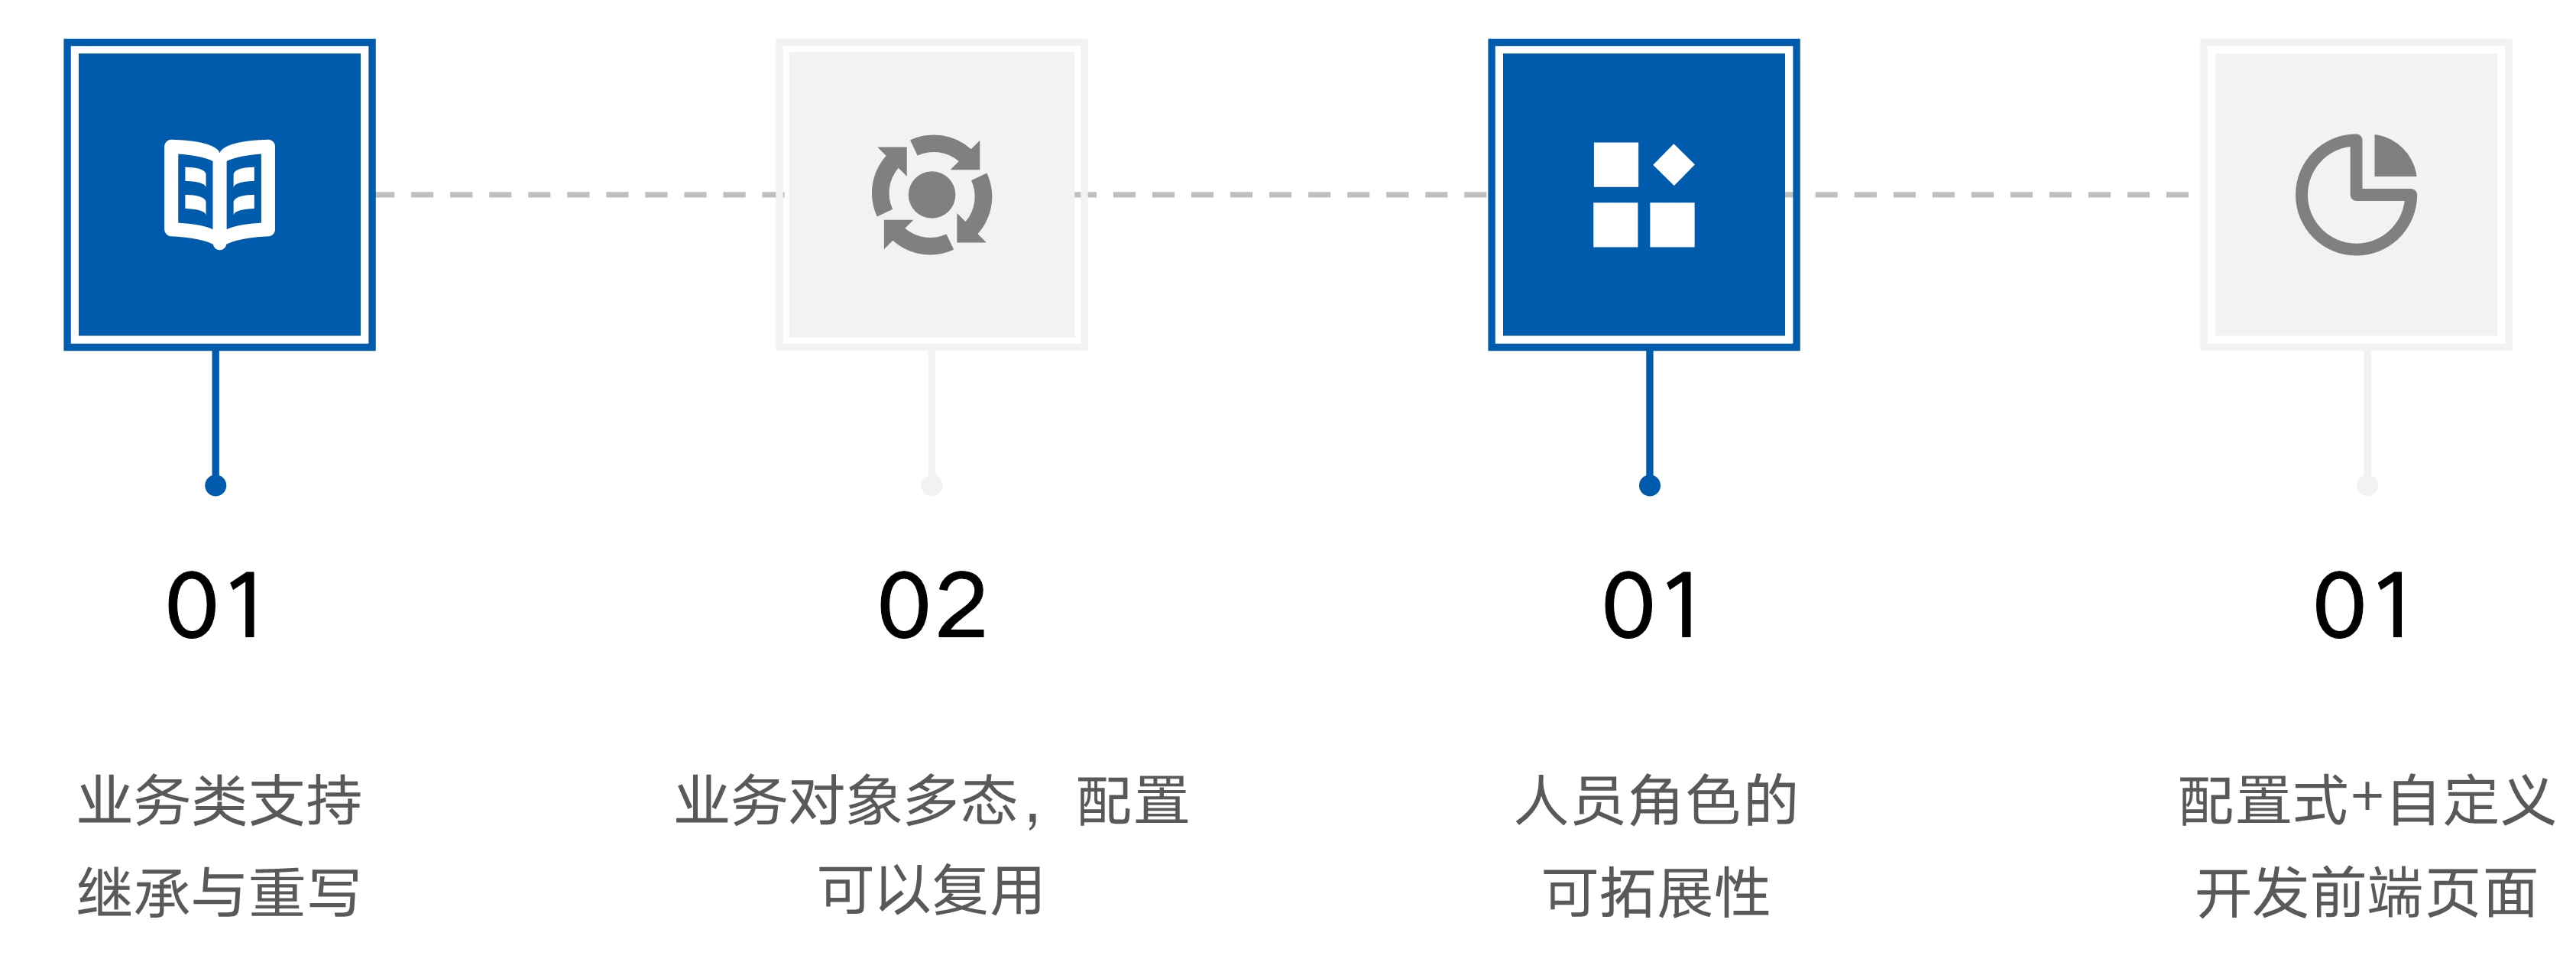 01
业务类支持
继承与重写
02
业务对象多态，配置
可以复用
01
人员角色的
可拓展性
01
配置式+自定义
开发前端页面